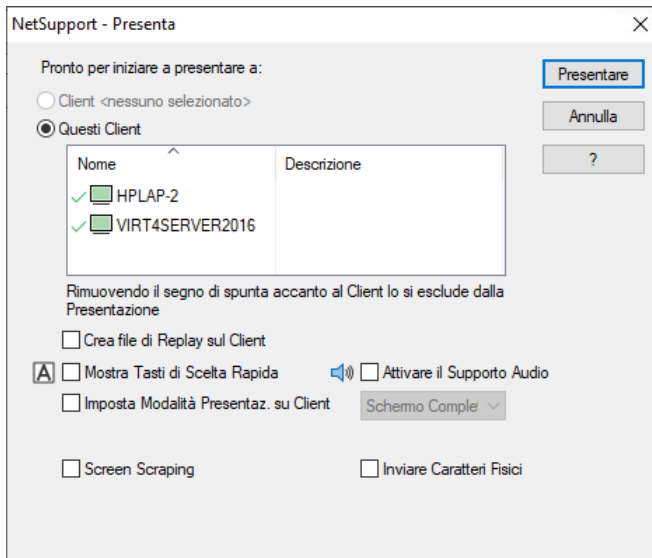 NetSupport - Presenta
Pronto per iniziare a presentare a:
Presentare
Client <nessuno selezionato>
Annulla
Questi Client
?
Nome Descrizione
HPLAP-2
VIRT4SERVER2016
Rimuovendo il segno di spunta accanto al Client lo si esclude dalla
Presentazione
Crea file di Replay sul Client
A Mostra Tasti di Scelta Rapida Attivare il Supporto Audio
Imposta Modalità Presentaz. su Client Schermo Complet
Screen Scraping Inviare Caratteri Fisici